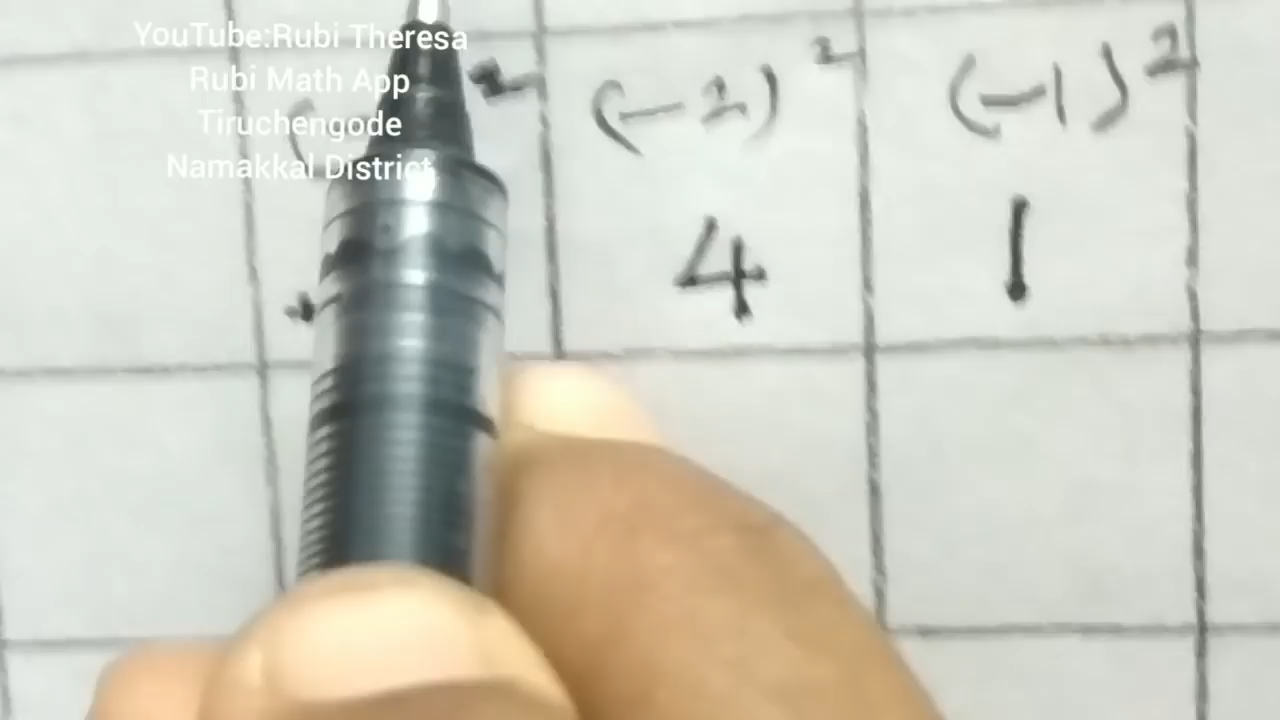 YouTube:Rubi Theresa
Rubi Math App
Tiruchengode
Namakkal District
(-2)² (-1)²
4 1